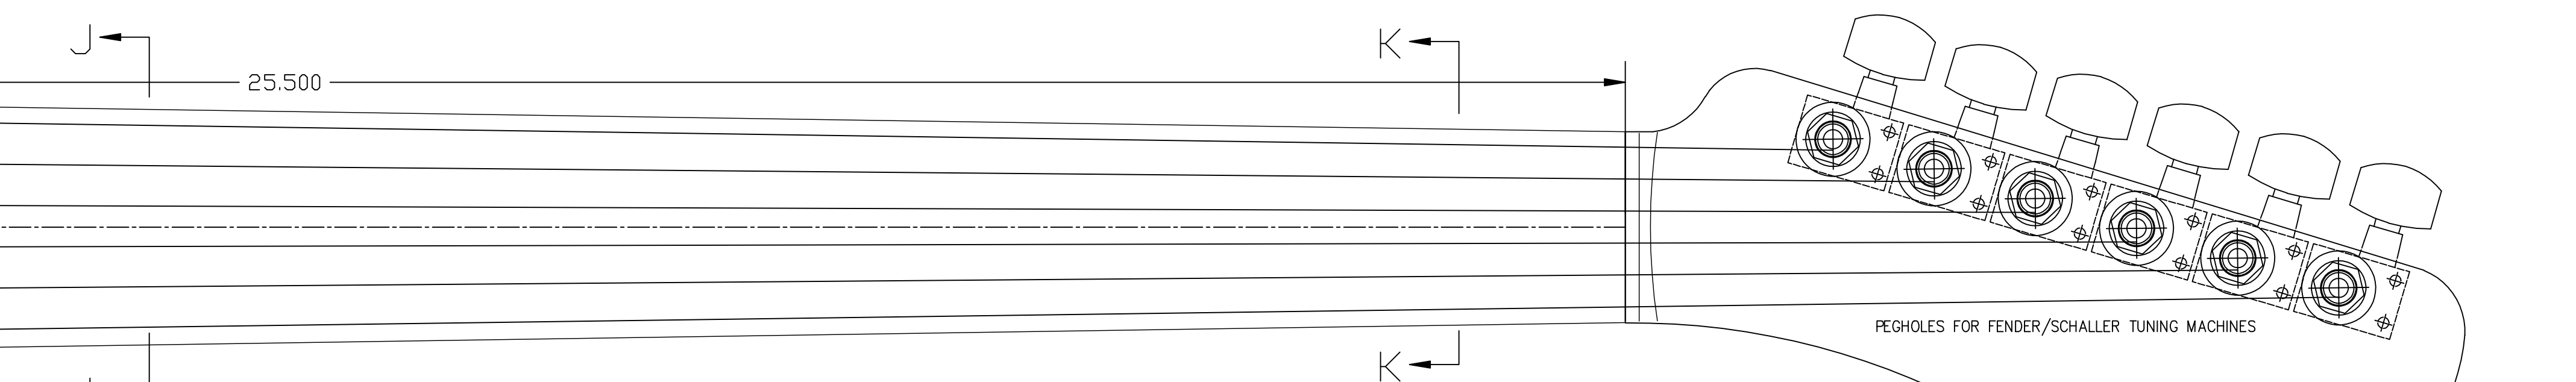 J
K
25.500
PEGHOLES FOR FENDER/SCHALLER TUNING MACHINES
K